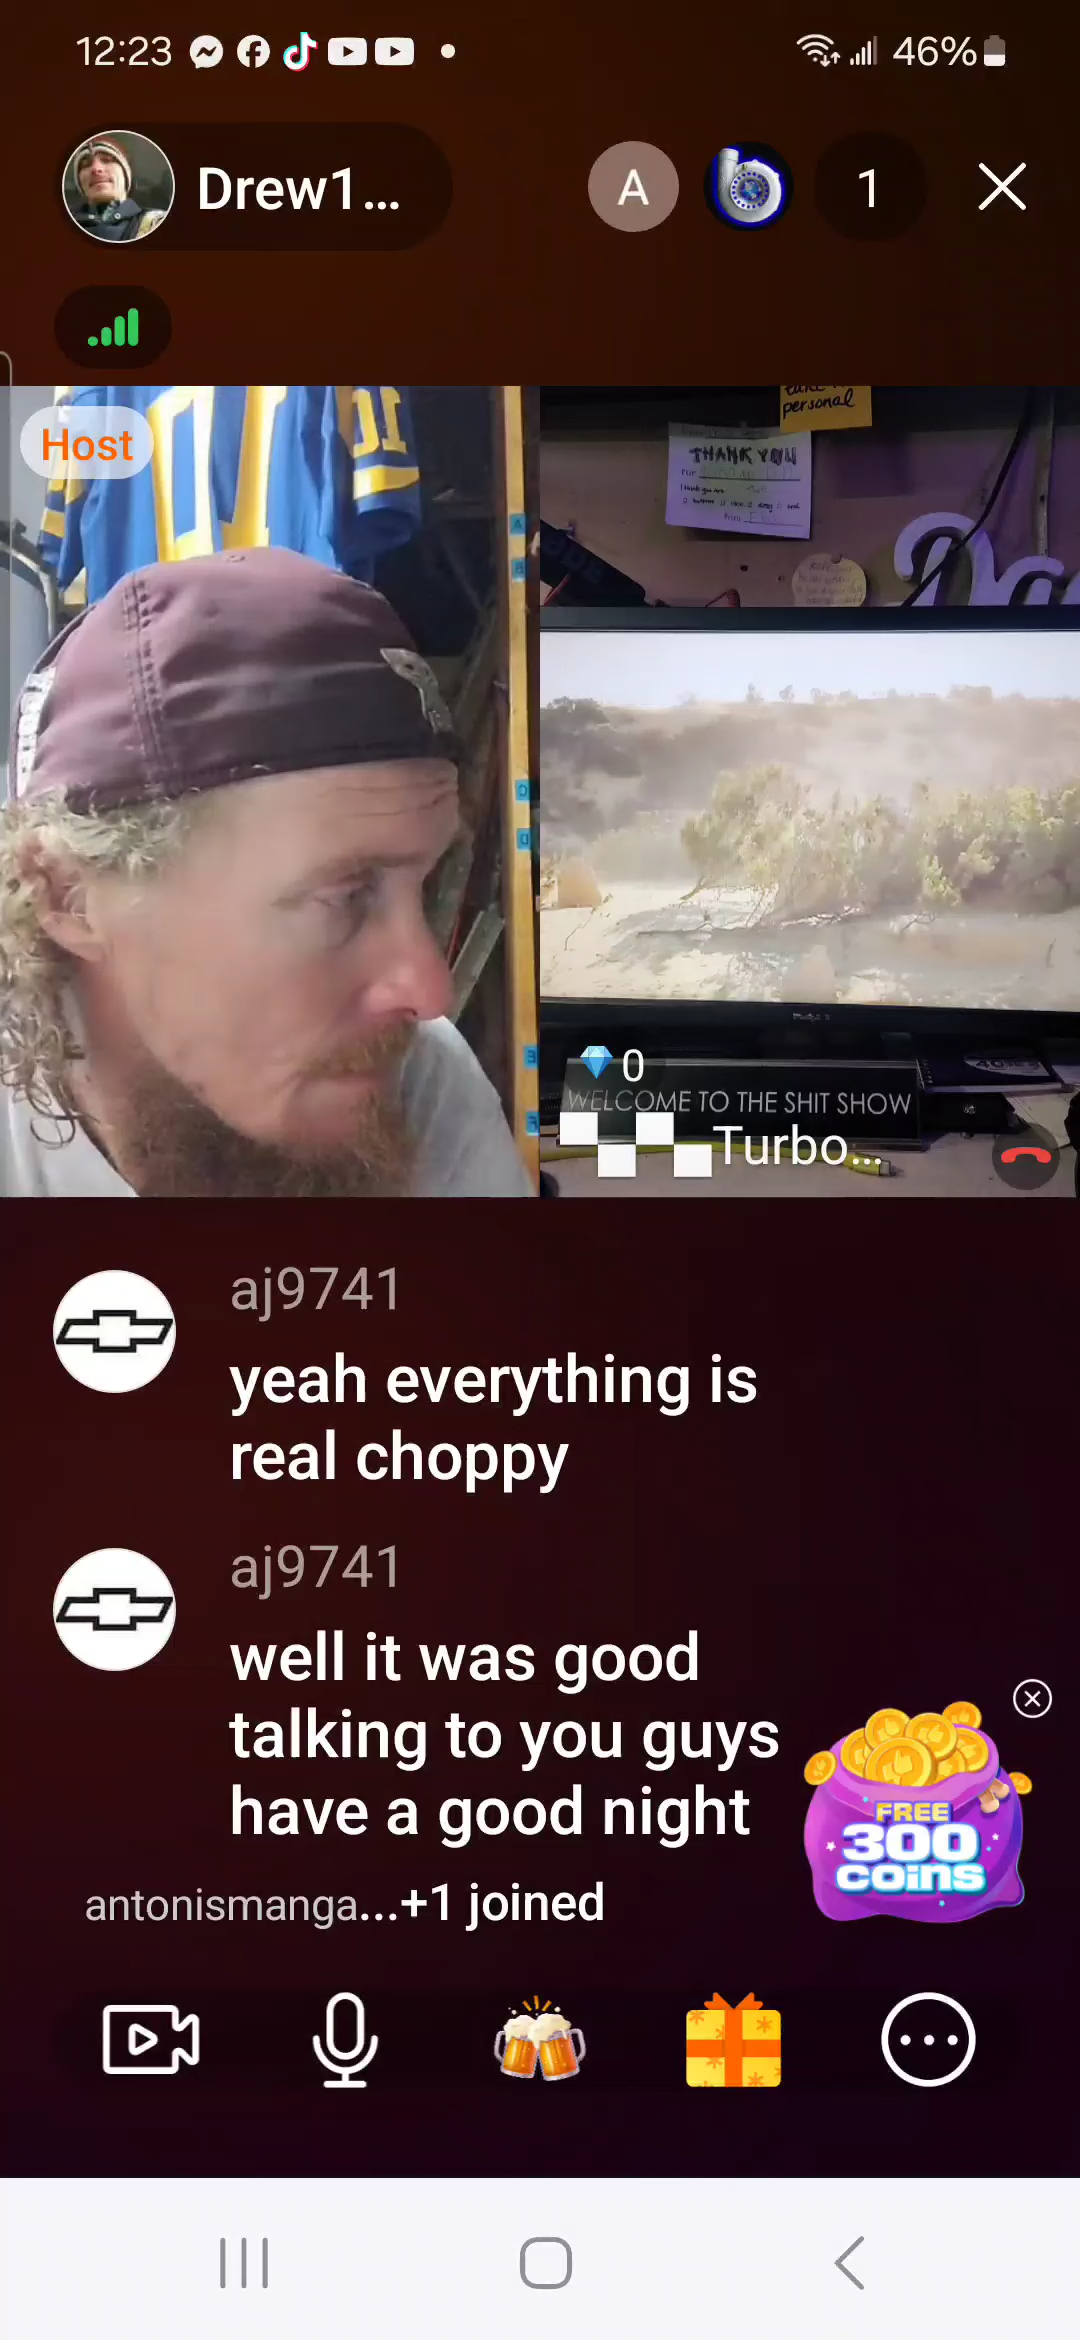 12:23
46%
Drew1...
A
1
Host
10
personal
THANK YOU
WELCOME TO THE SHIT SHOW
0
Turbo...
aj9741
yeah everything is
real choppy
aj9741
well it was good
talking to you guys
have a good night
FREE
300
COINS
antonismanga...+1 joined